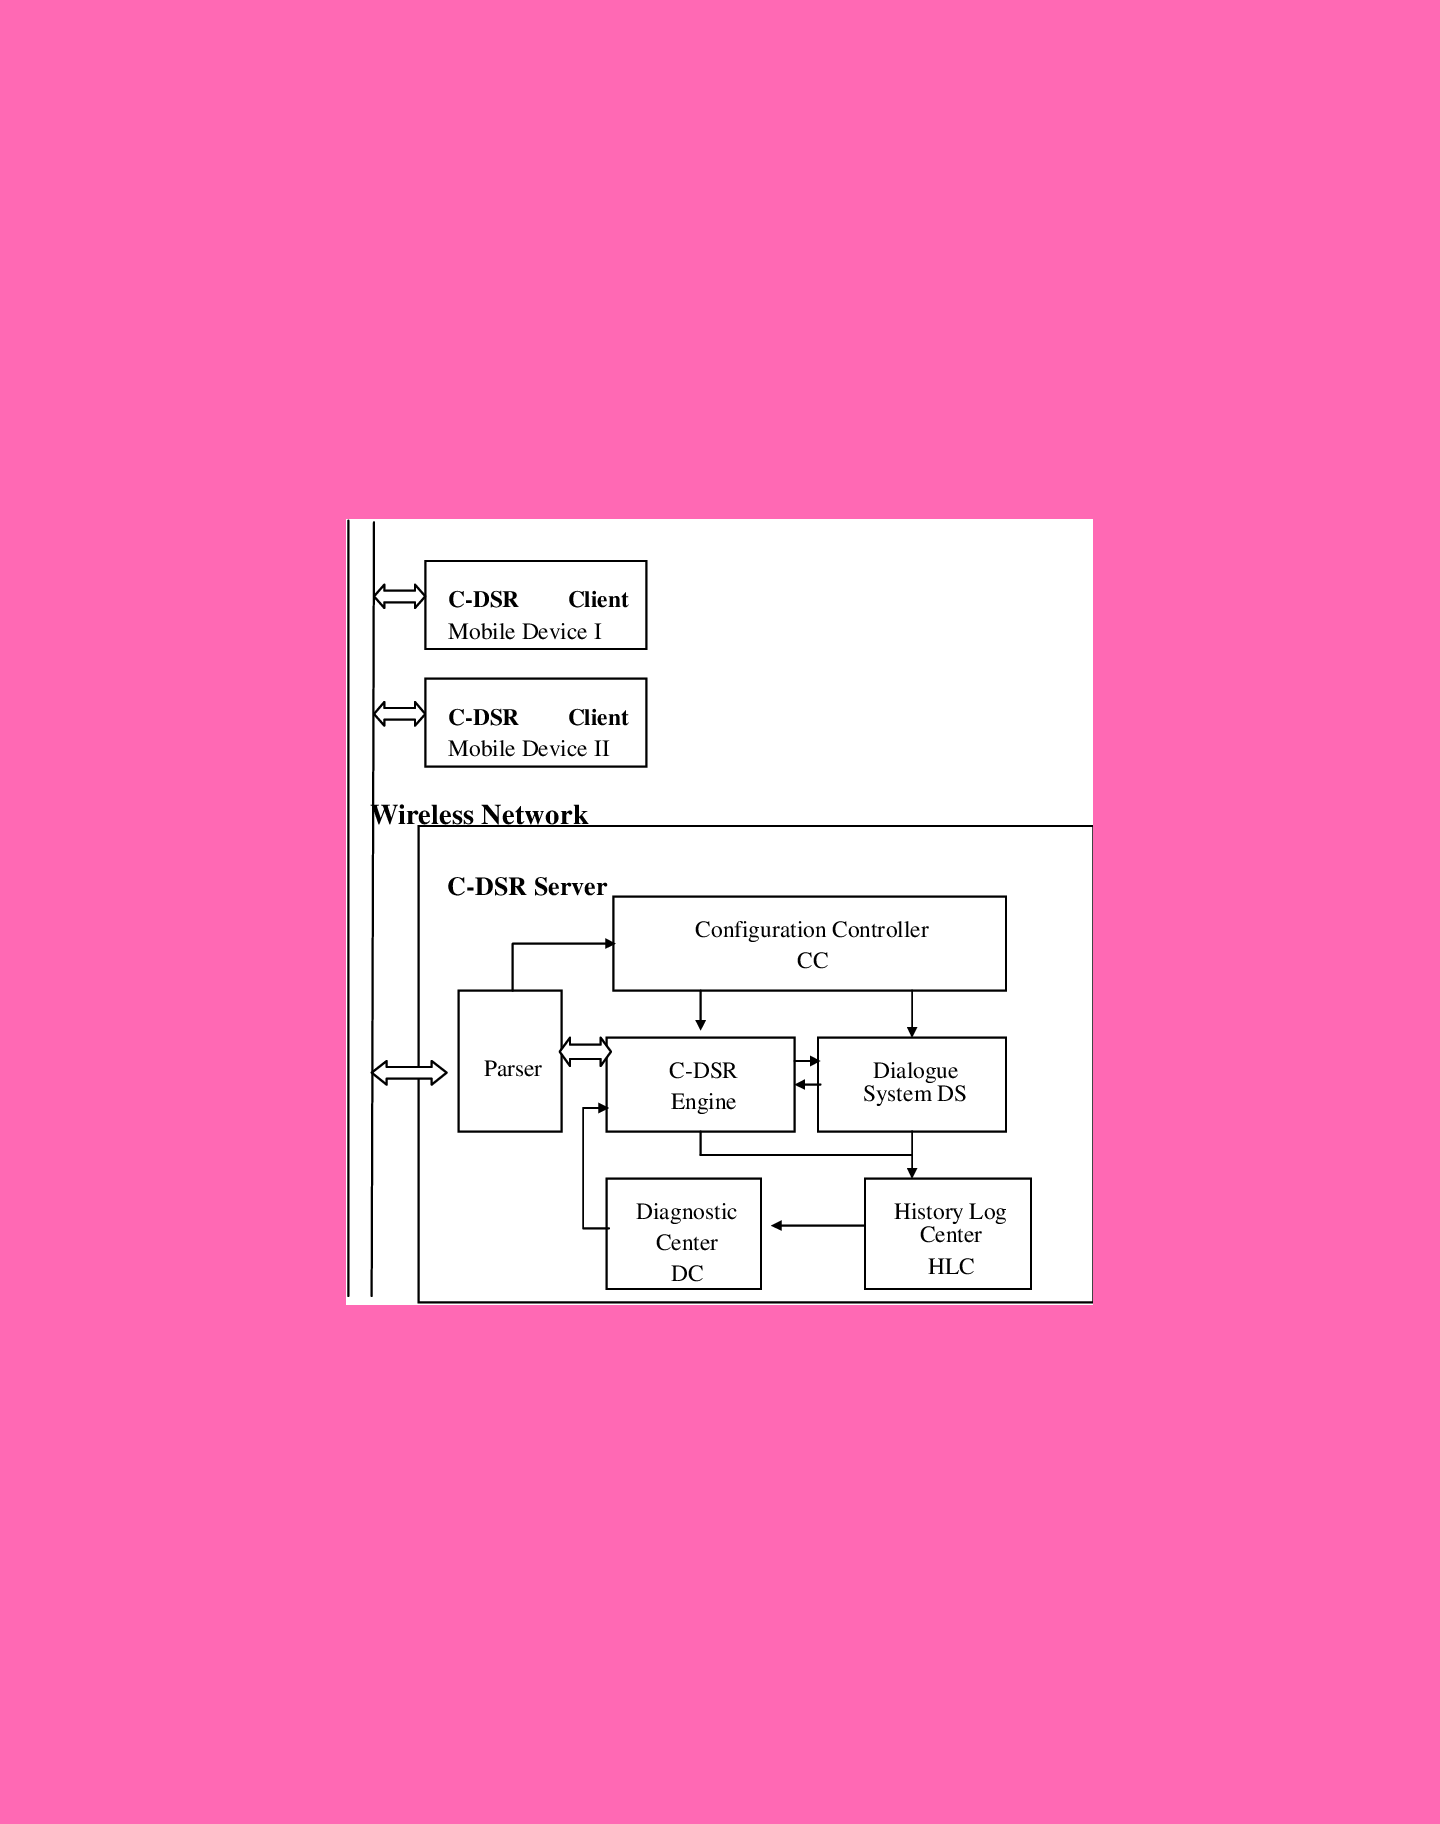 C-DSR Client
Mobile Device I
C-DSR Client
Mobile Device II
Wireless Network
C-DSR Server
Configuration Controller
CC
Parser
C-DSR
Engine
Dialogue
System DS
Diagnostic
Center
DC
History Log
Center
HLC